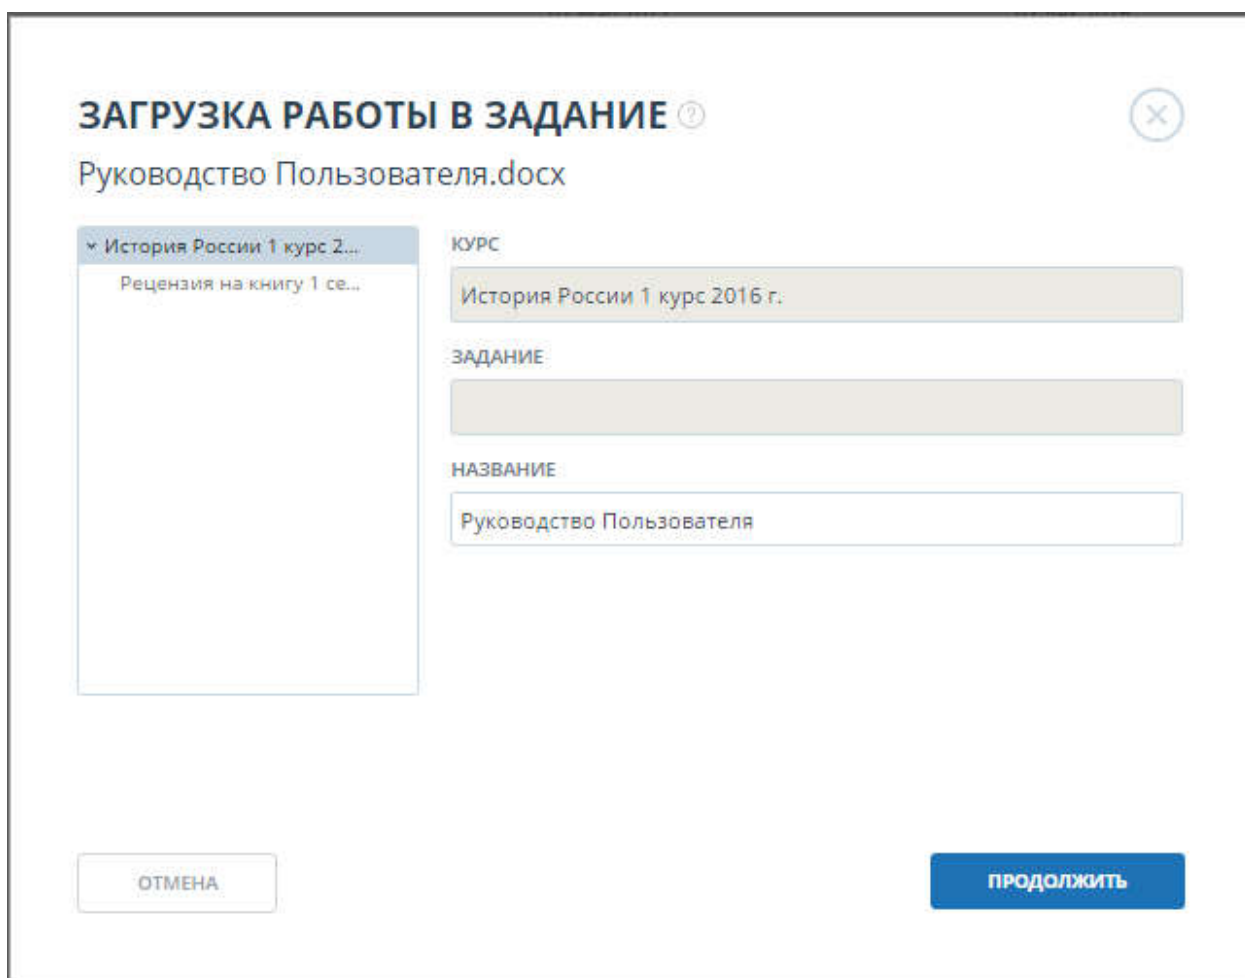 ЗАГРУЗКА РАБОТЫ В ЗАДАНИЕ ?
Руководство Пользователя.docx
История России 1 курс 2...
Рецензия на книгу 1 се...
КУРС
История России 1 курс 2016 г.
ЗАДАНИЕ
НАЗВАНИЕ
Руководство Пользователя
ОТМЕНА
ПРОДОЛЖИТЬ